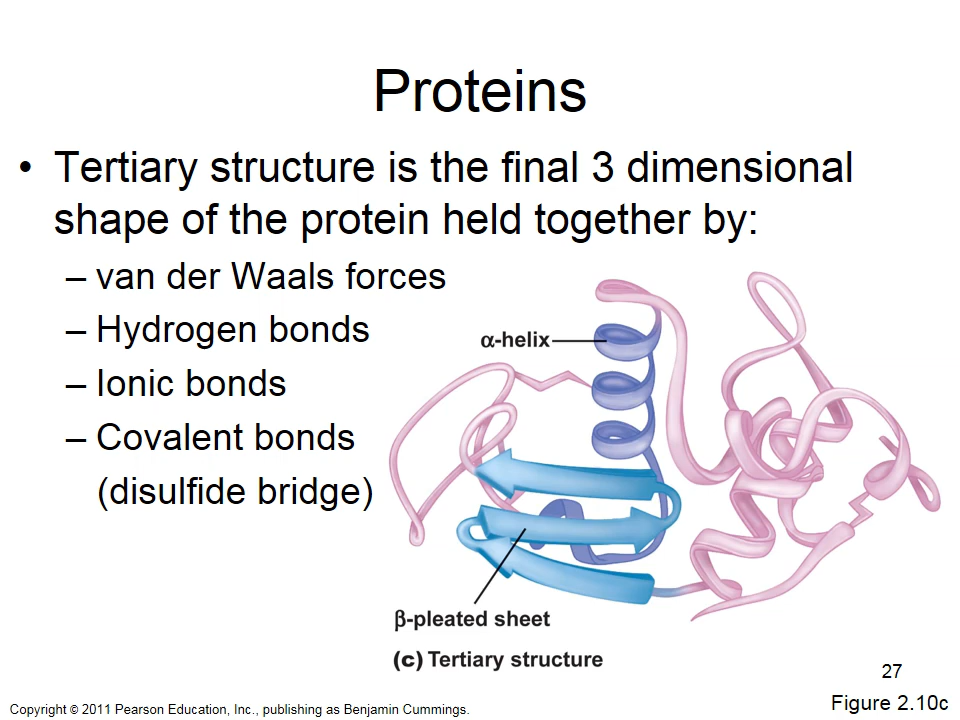 Proteins
• Tertiary structure is the final 3 dimensional
shape of the protein held together by:
– van der Waals forces
– Hydrogen bonds
– Ionic bonds
– Covalent bonds
(disulfide bridge)
α-helix
β-pleated sheet
(c) Tertiary structure
27
Figure 2.10c
Copyright © 2011 Pearson Education, Inc., publishing as Benjamin Cummings.